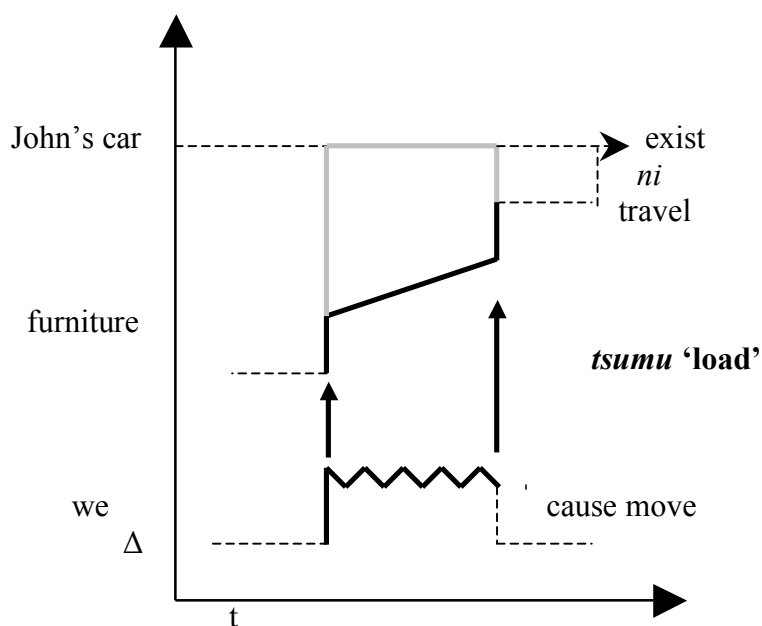 John’s car
exist
ni
travel
furniture
tsumu ‘load’
we
cause move
Δ
t